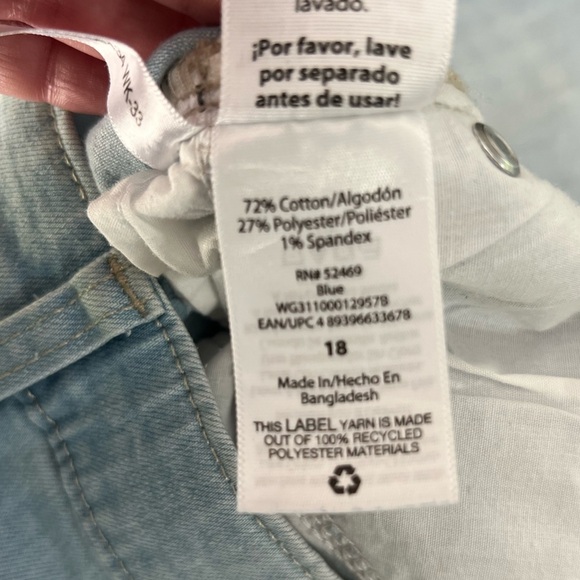 lavado.
¡Por favor, lave
por separado
antes de usar!
WK-33
72% Cotton/Algodón
27% Polyester/Poliéster
1% Spandex
RN# 52469
Blue
WG311000129578
EAN/UPC 4 89396633678
18
Made In/Hecho En
Bangladesh
THIS LABEL YARN IS MADE
OUT OF 100% RECYCLED
POLYESTER MATERIALS